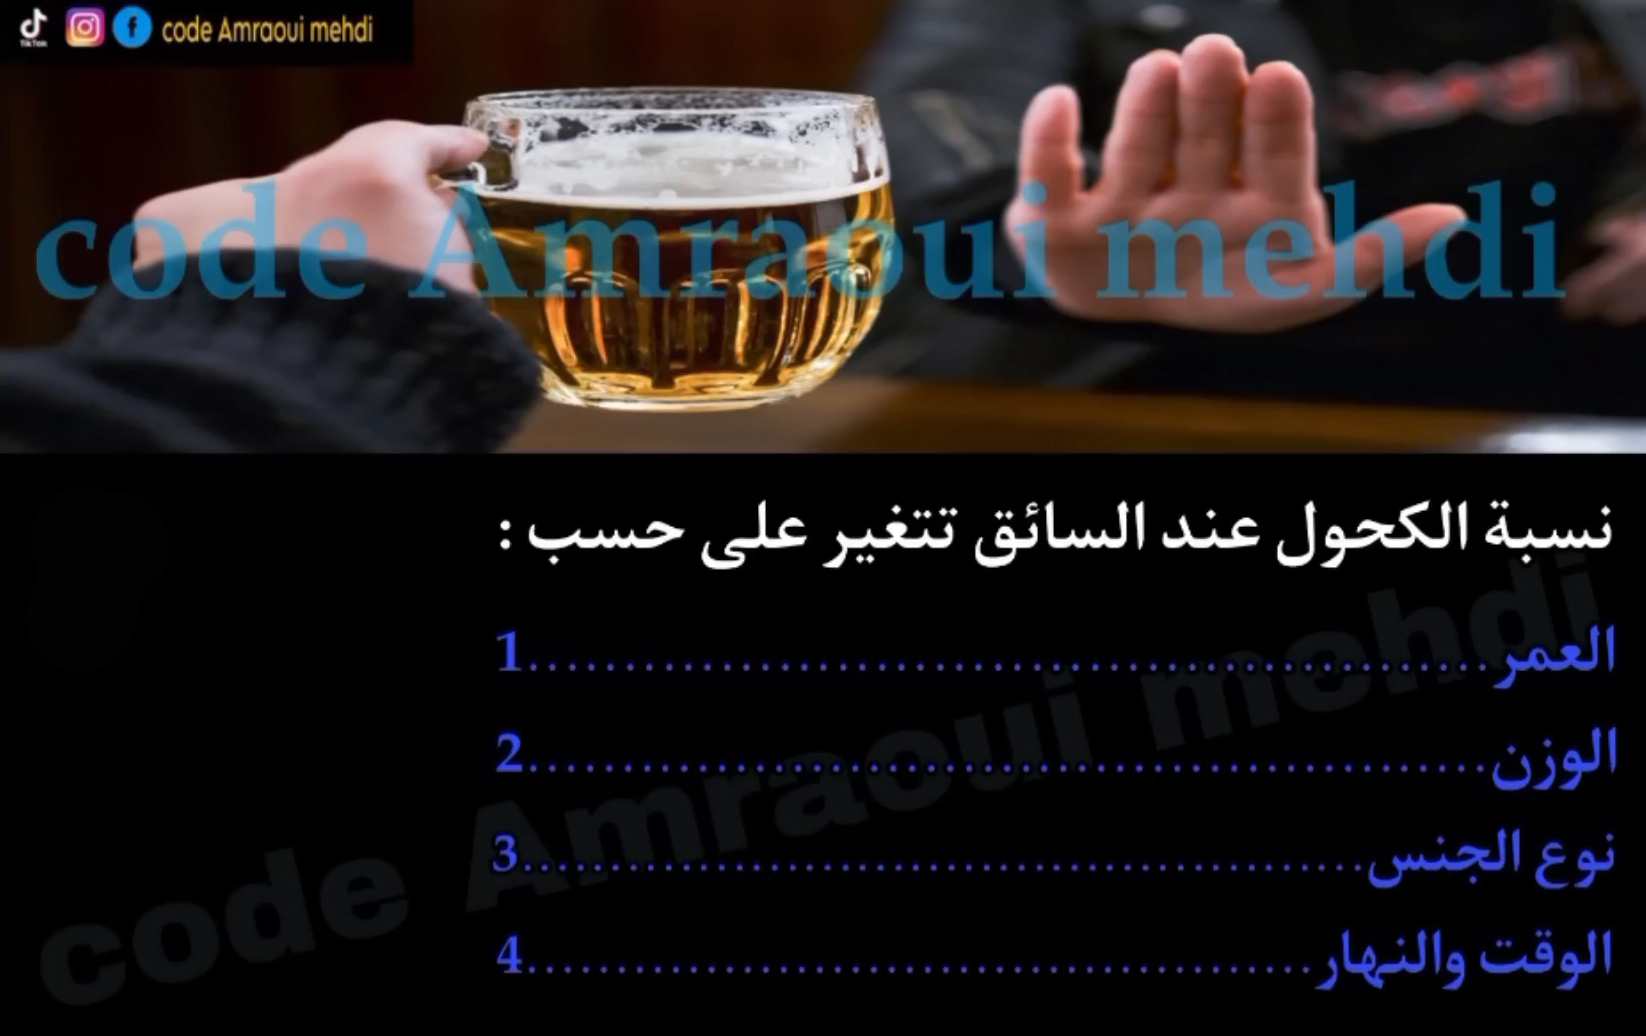 code Amraoui mehdi
code Amraoui mehdi
نسبة الكحول عند السائق تتغير على حسب :
العمر..................................................1
الوزن..................................................2
نوع الجنس............................................3
الوقت والنهار.........................................4
code Amraoui mehdi